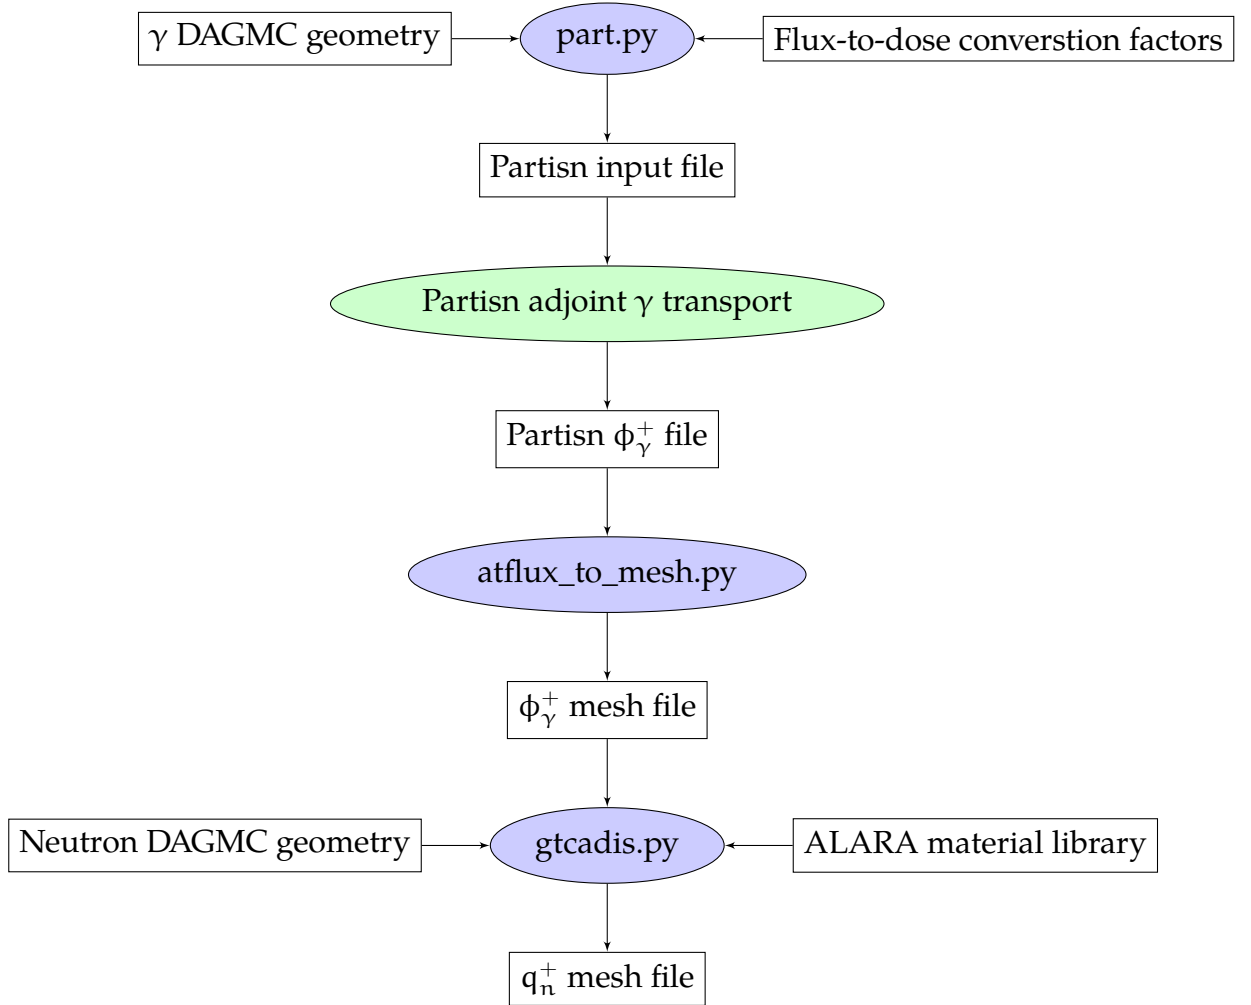 γ DAGMC geometry
part.py
Flux-to-dose converstion factors
Partisn input file
Partisn adjoint γ transport
Partisn ϕ⁺ᵧ file
atflux_to_mesh.py
ϕ⁺ᵧ mesh file
Neutron DAGMC geometry
gtcadis.py
ALARA material library
q⁺ₙ mesh file